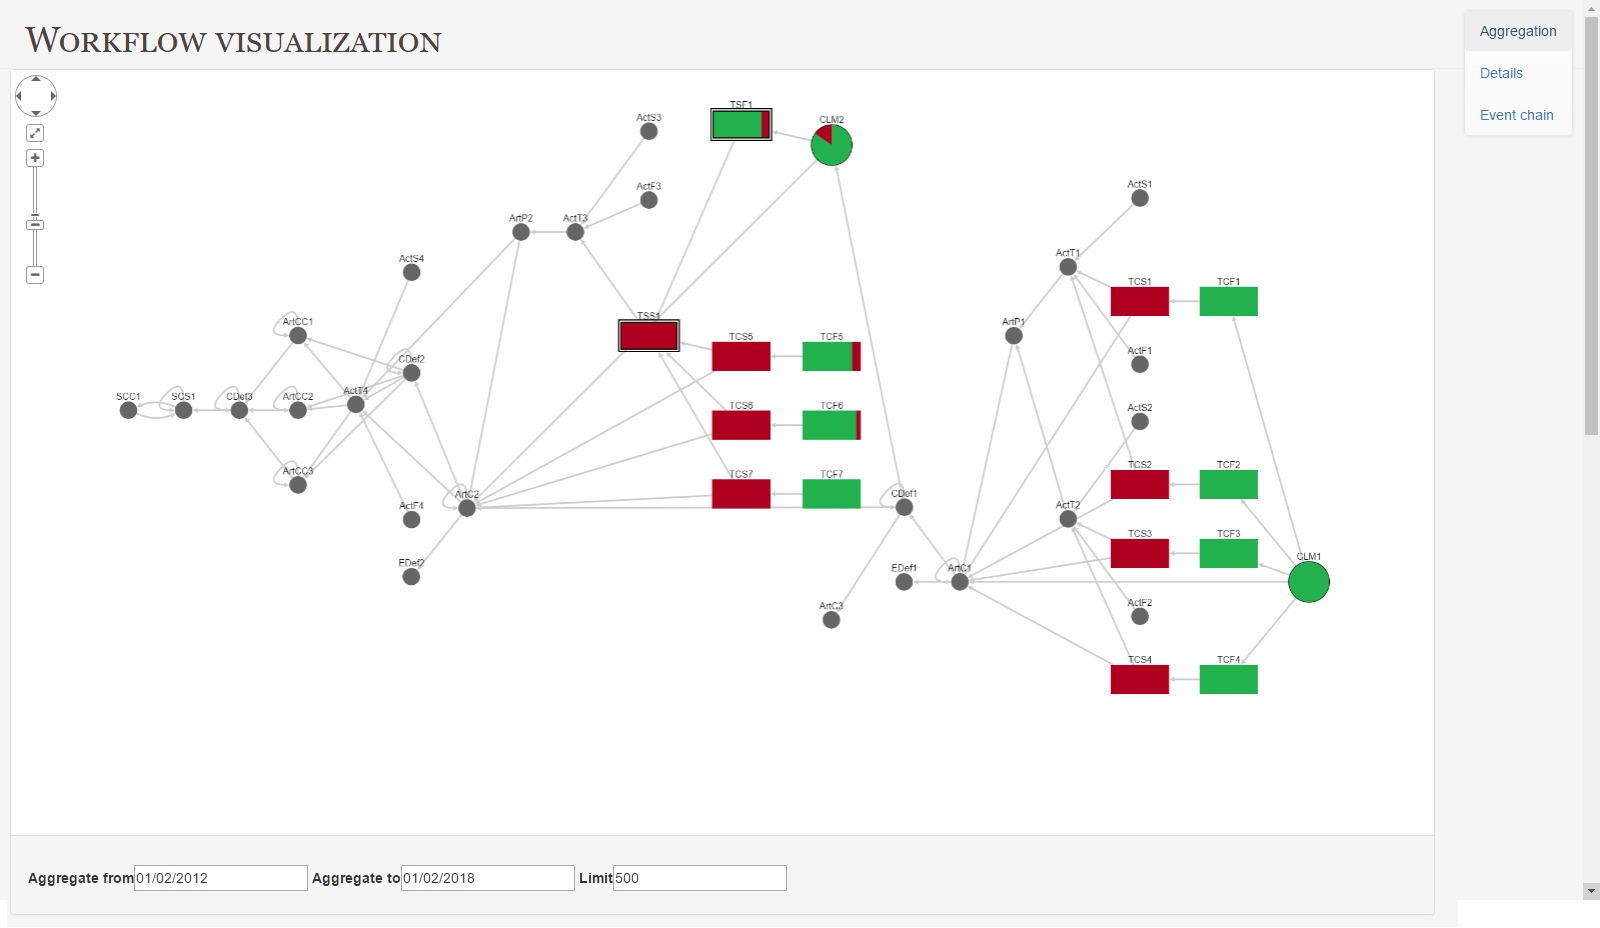 WORKFLOW VISUALIZATION
Aggregation
Details
Event chain
TSF1
CLM2
ActS3
ActF3
ArtP2
ActT3
ActS4
ArtCC1
CDef2
TSS1
TCS5
TCF5
SCC1
SCS1
CDef3
ArtCC2
ActT4
TCS6
TCF6
ArtCC3
ActF4
ArtC2
TCS7
TCF7
CDef1
EDef2
EDef1
ArtC1
ArtC3
ActS1
ActT1
TCS1
TCF1
ArtP1
ActF1
ActS2
TCS2
TCF2
ActT2
TCS3
TCF3
CLM1
ActF2
TCS4
TCF4
Aggregate from 01/02/2012 Aggregate to 01/02/2018 Limit 500